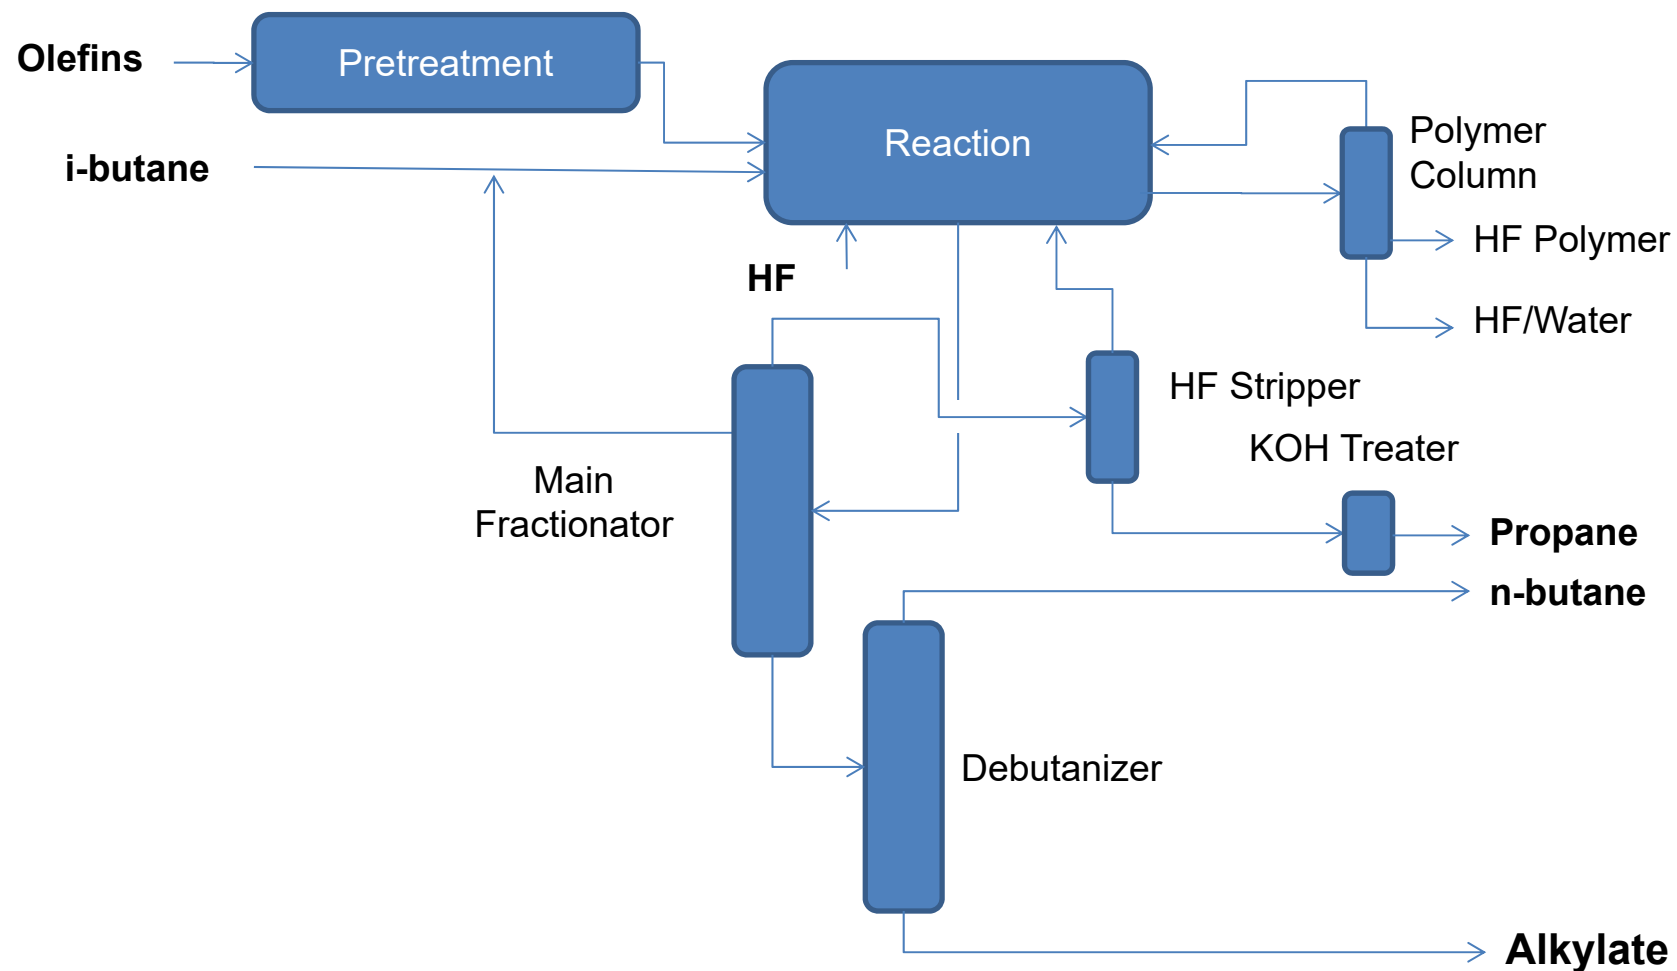 Olefins
Pretreatment
Reaction
i-butane
Polymer
Column
HF Polymer
HF
HF/Water
HF Stripper
KOH Treater
Main
Fractionator
Propane
n-butane
Debutanizer
Alkylate